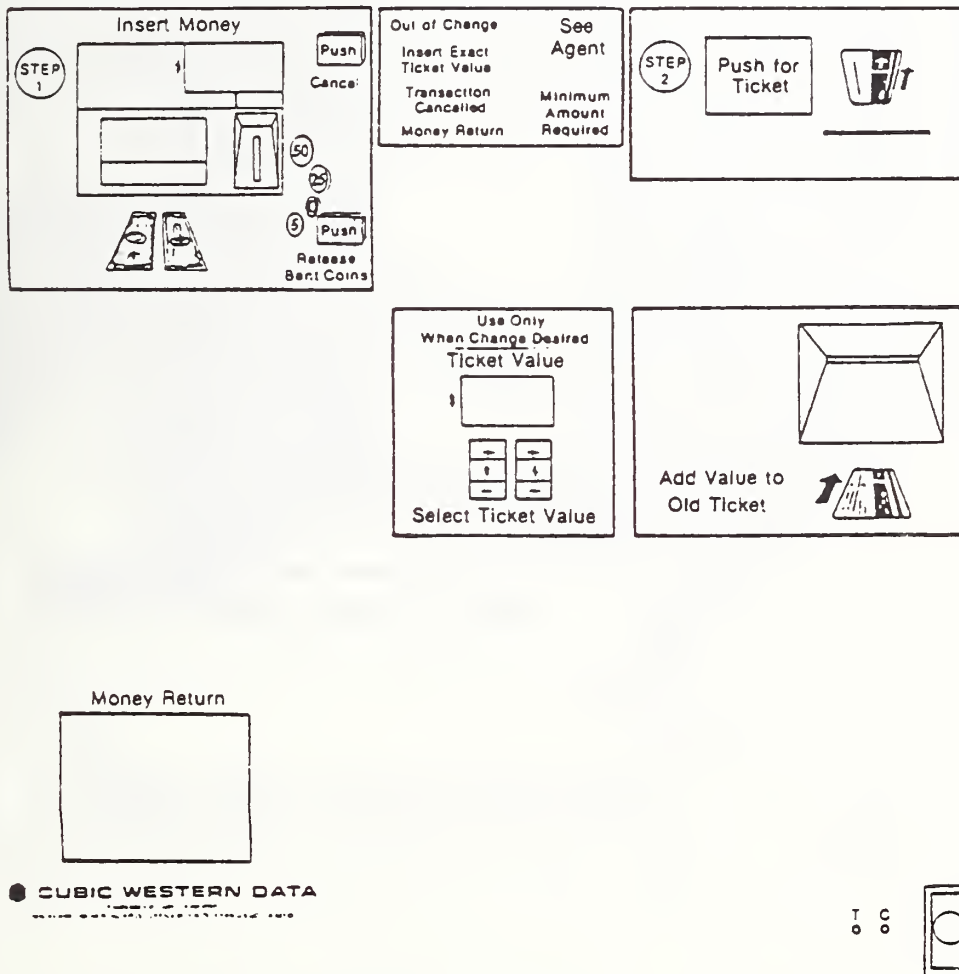 Insert Money
STEP
1
Push
Cancel
$
50
25
5
Push
Release
Bent Coins
Out of Change
See
Agent
Insert Exact
Ticket Value
Transaction
Cancelled
Minimum
Amount
Required
Money Return
STEP
2
Push for
Ticket
Use Only
When Change Desired
Ticket Value
$
Select Ticket Value
Add Value to
Old Ticket
Money Return
CUBIC WESTERN DATA
T C